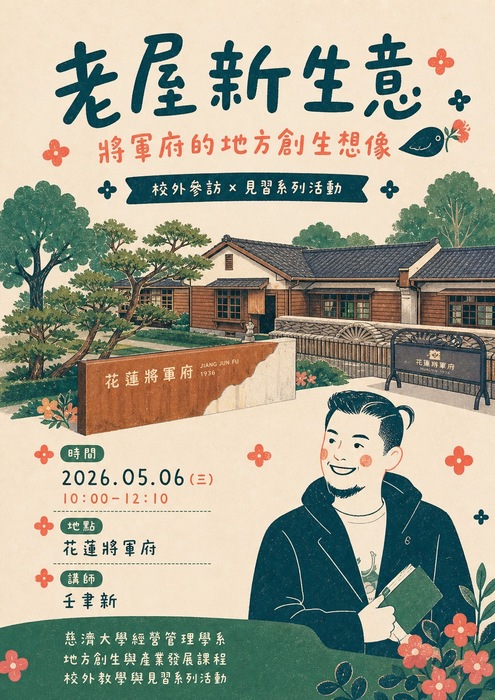 老屋新生意
將軍府的地方創生想像
校外參訪 × 見習系列活動
花蓮將軍府
JIANG JUN FU
1936
花蓮將軍府
時間
2026.05.06(三)
10:00-12:10
地點
花蓮將軍府
講師
壬聿新
慈濟大學經營管理學系
地方創生與產業發展課程
校外教學與見習系列活動